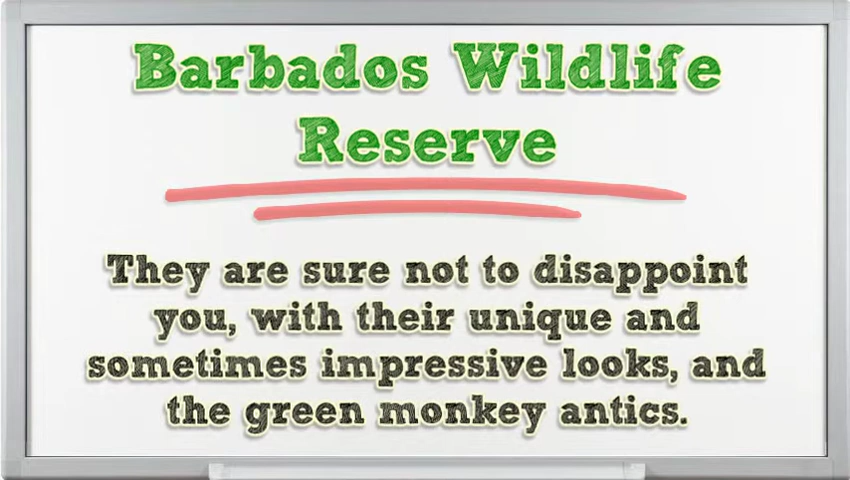 Barbados Wildlife
Reserve
They are sure not to disappoint
you, with their unique and
sometimes impressive looks, and
the green monkey antics.